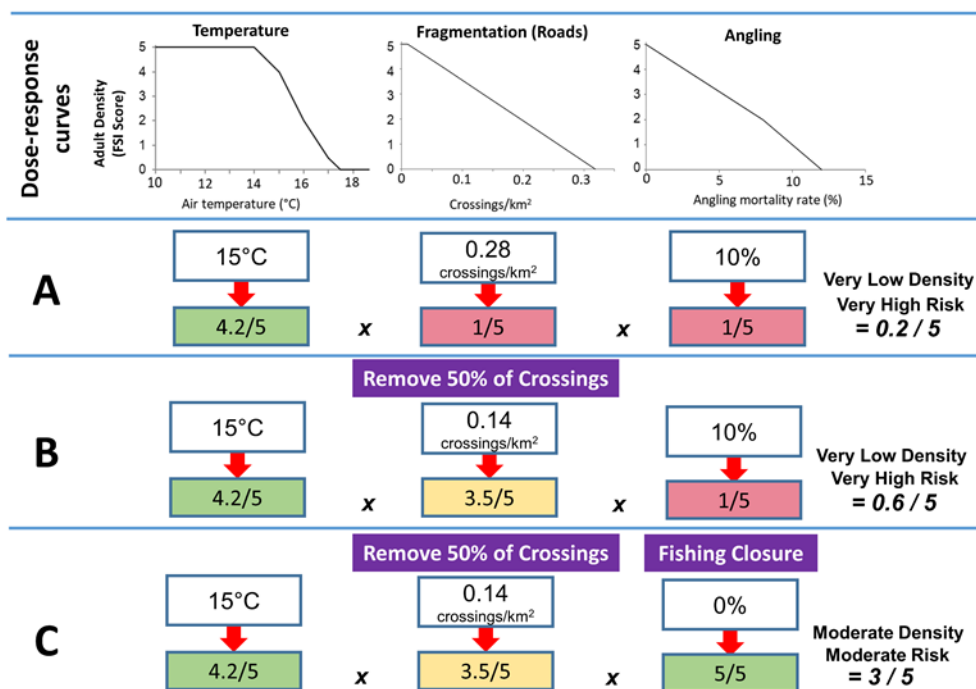 Temperature
Fragmentation (Roads)
Angling
Dose-response
curves
Adult Density
(FSI Score)
5
4
3
2
1
0
10
12
14
16
18
Air temperature (°C)
5
4
3
2
1
0
0
0.1
0.2
0.3
Crossings/km²
5
4
3
2
1
0
0
5
10
15
Angling mortality rate (%)
A
15°C
0.28
crossings/km²
10%
4.2/5
x
1/5
x
1/5
Very Low Density
Very High Risk
= 0.2 / 5
Remove 50% of Crossings
B
15°C
0.14
crossings/km²
10%
4.2/5
x
3.5/5
x
1/5
Very Low Density
Very High Risk
= 0.6 / 5
Remove 50% of Crossings
Fishing Closure
C
15°C
0.14
crossings/km²
0%
4.2/5
x
3.5/5
x
5/5
Moderate Density
Moderate Risk
= 3 / 5